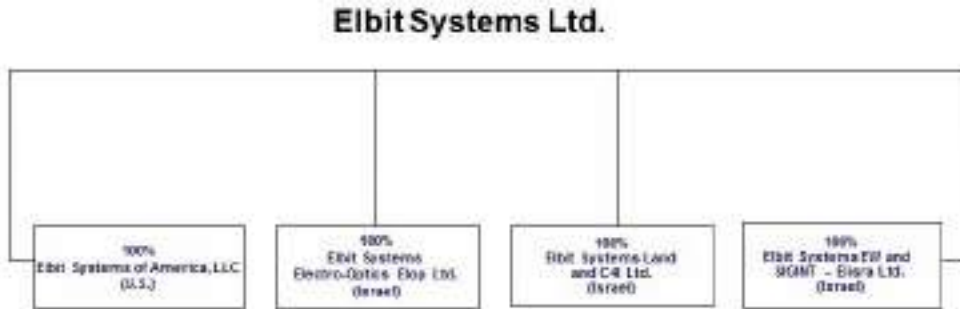 Elbit Systems Ltd.
100%
Elbit Systems of America, LLC
(U.S.)
100%
Elbit Systems
Electro-Optics Elop Ltd.
(Israel)
100%
Elbit Systems Land
and C4I Ltd.
(Israel)
100%
Elbit Systems EW and
SIGINT - Elisra Ltd.
(Israel)